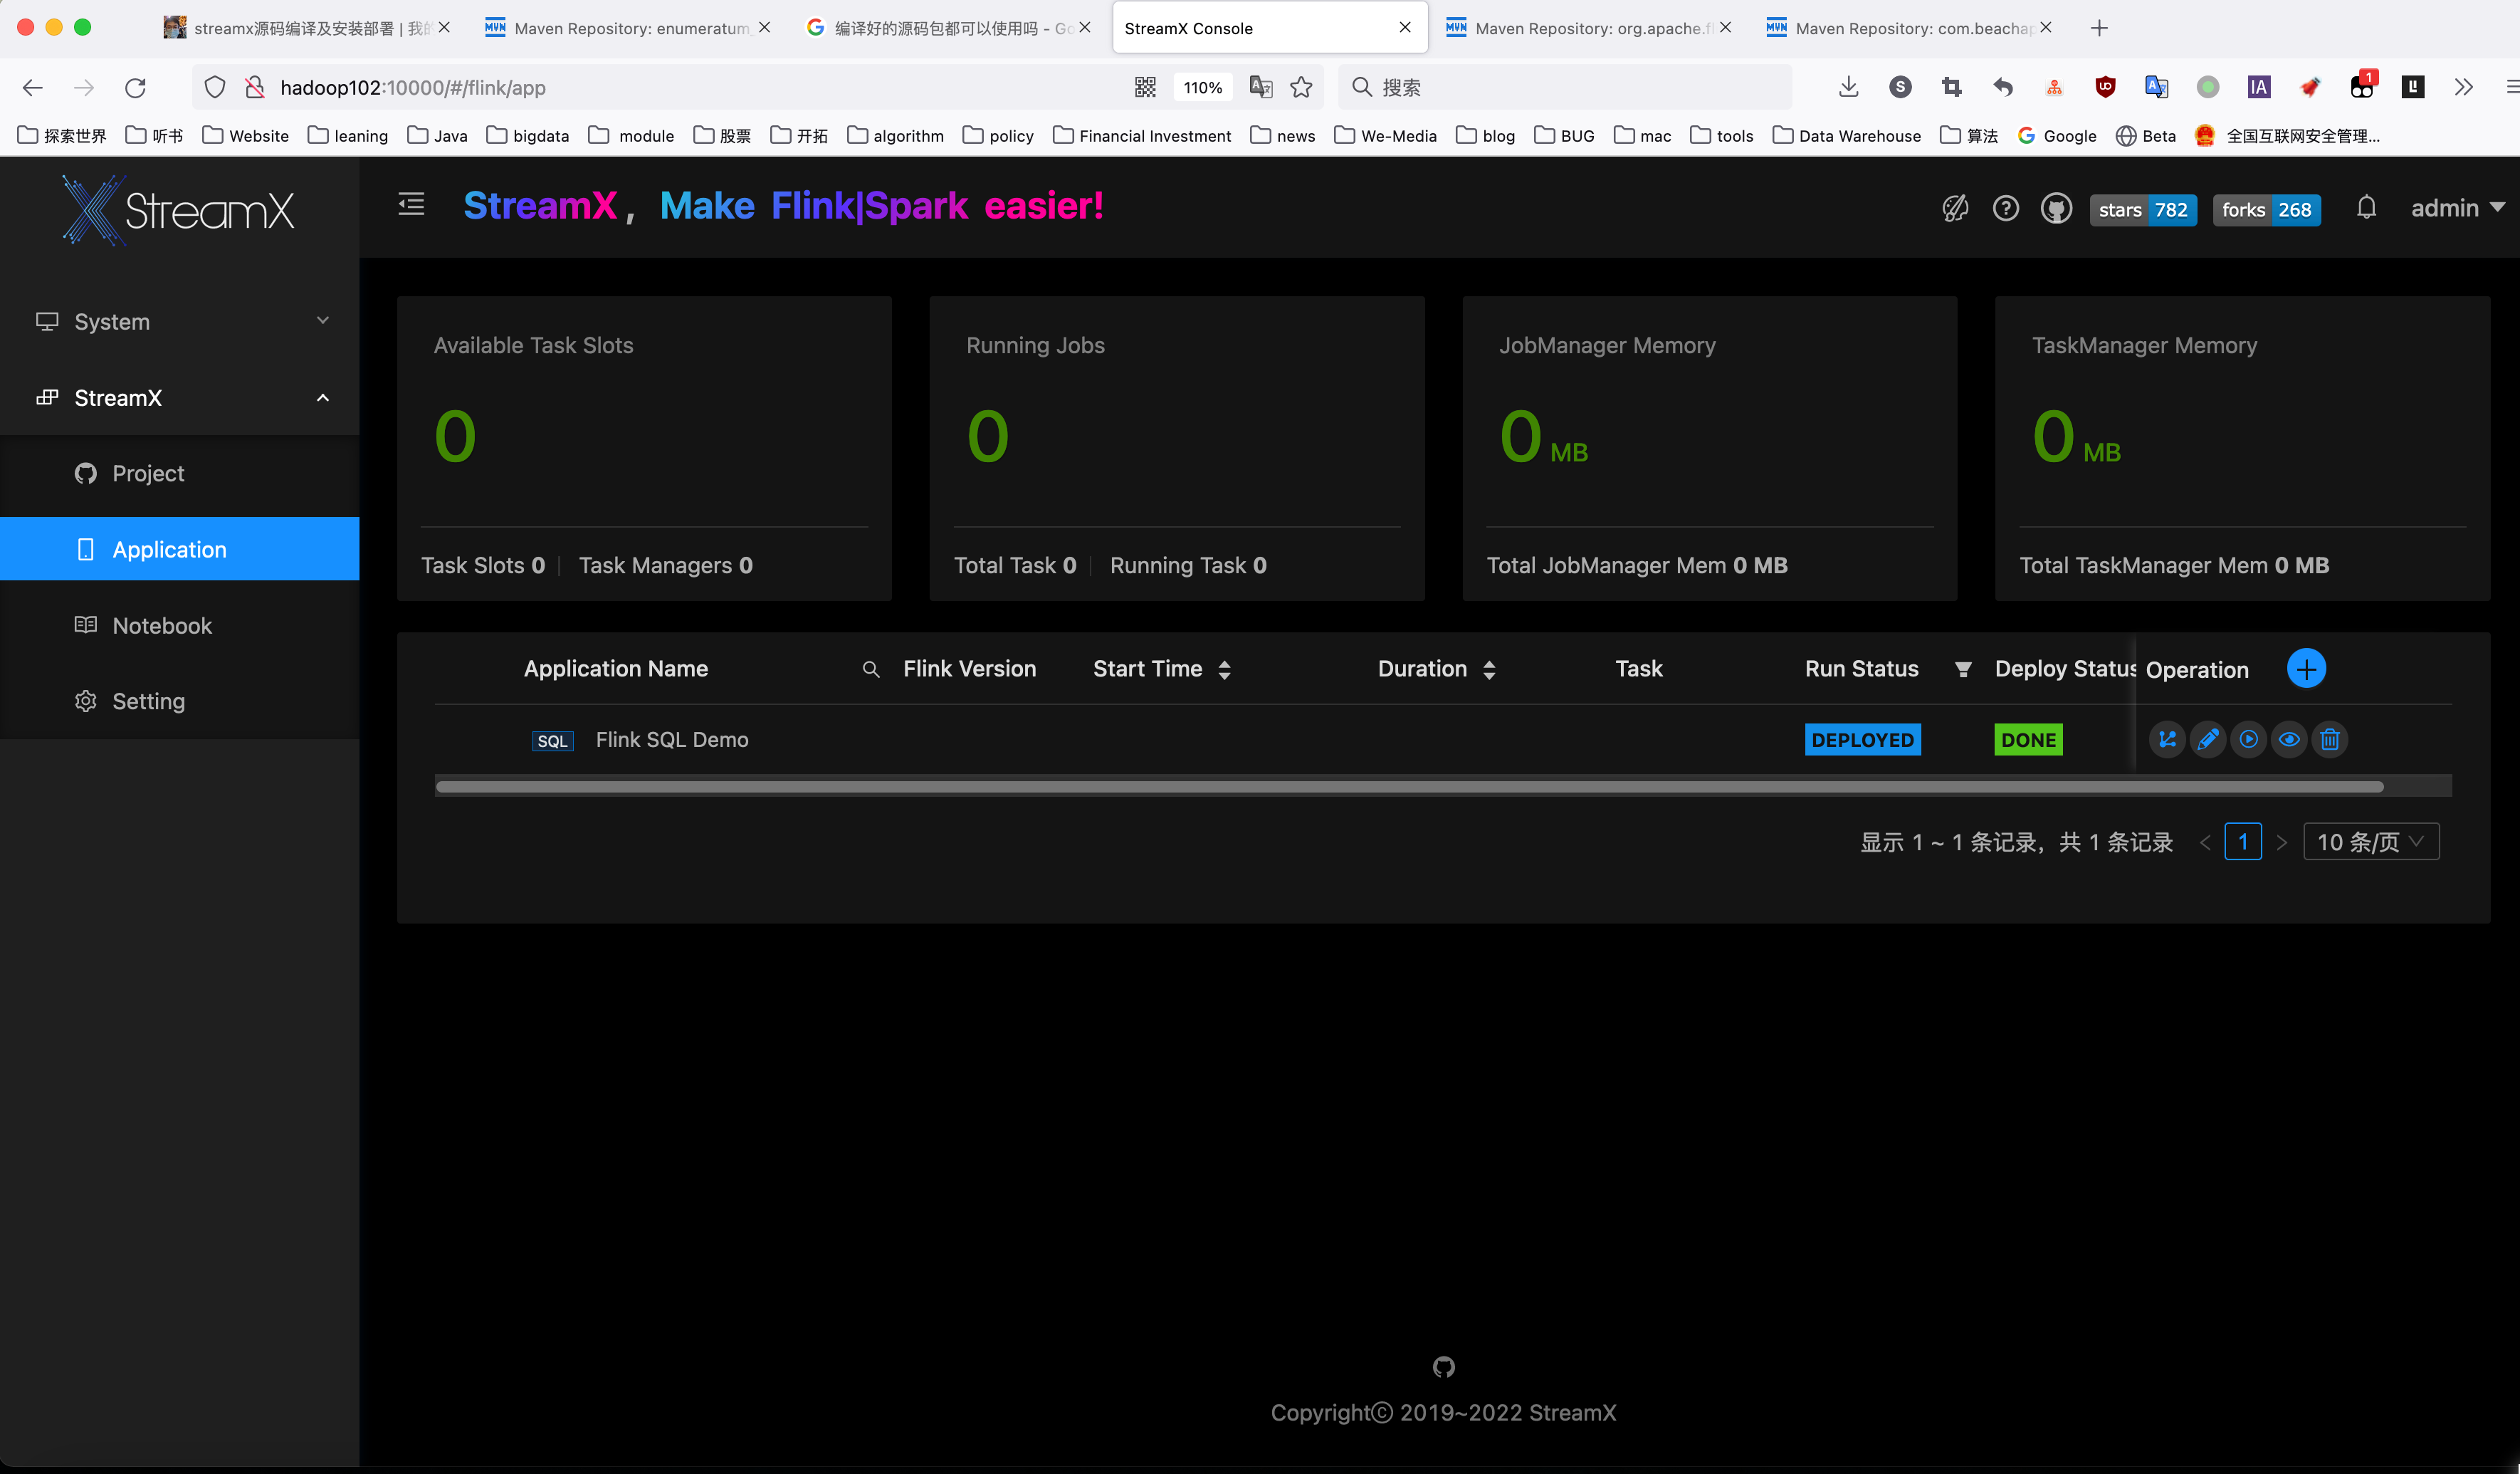 streamx源码编译及安装部署 | 我的
Maven Repository: enumeratum_
编译好的源码包都可以使用吗 - Go
StreamX Console
Maven Repository: org.apache.fl
Maven Repository: com.beachap
hadoop102:10000/#/flink/app
110%
搜索
S
IA
1
探索世界
听书
Website
leaning
Java
bigdata
module
股票
开拓
algorithm
policy
Financial Investment
news
We-Media
blog
BUG
mac
tools
Data Warehouse
算法
Google
Beta
全国互联网安全管理...
StreamX
StreamX, Make Flink|Spark easier!
stars 782
forks 268
admin
System
StreamX
Project
Application
Notebook
Setting
Available Task Slots
0
Task Slots 0
Task Managers 0
Running Jobs
0
Total Task 0
Running Task 0
JobManager Memory
0 MB
Total JobManager Mem 0 MB
TaskManager Memory
0 MB
Total TaskManager Mem 0 MB
Application Name
Flink Version
Start Time
Duration
Task
Run Status
Deploy Status
Operation
SQL
Flink SQL Demo
DEPLOYED
DONE
显示 1 ~ 1 条记录，共 1 条记录
1
10 条/页
Copyright© 2019~2022 StreamX